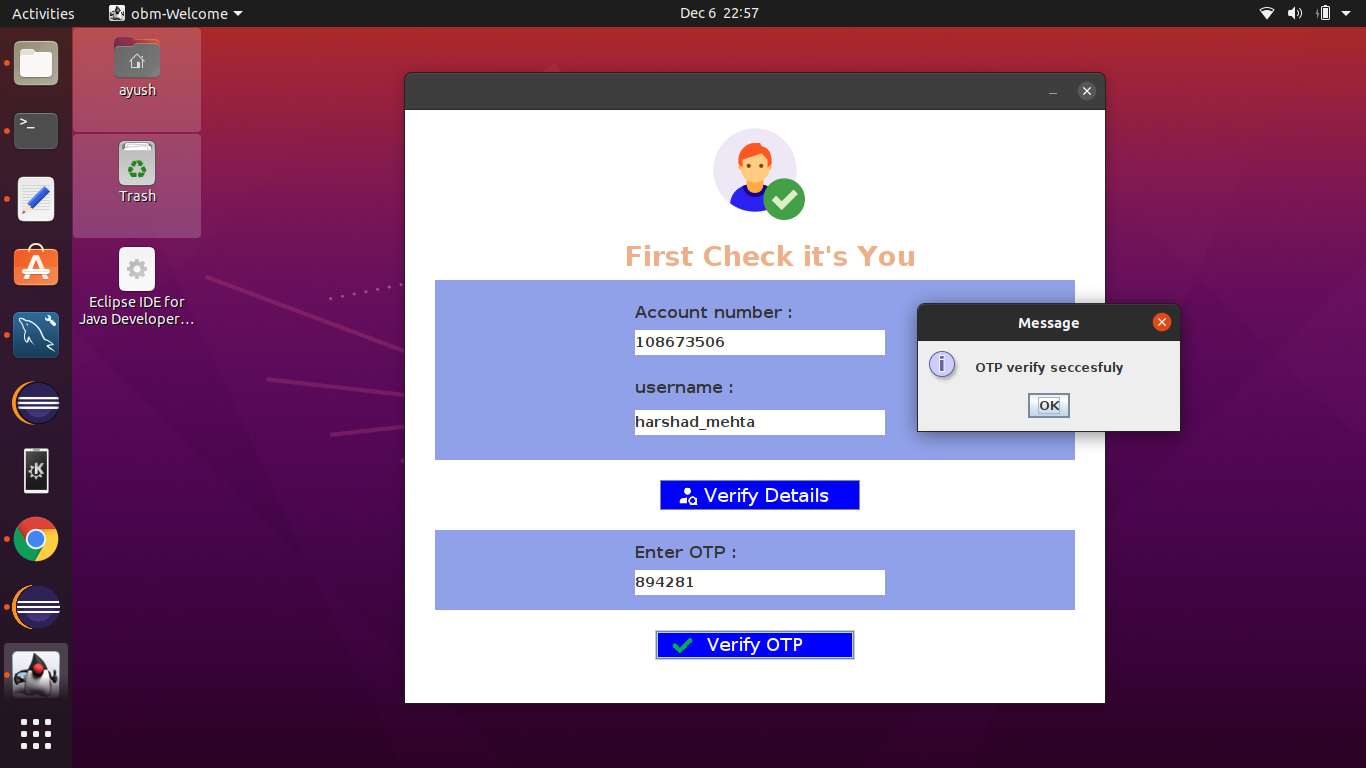 Activities
obm-Welcome
Dec 6 22:57
>_
ayush
Trash
Eclipse IDE for
Java Developer…
First Check it's You
Account number :
108673506
username :
harshad_mehta
Verify Details
Enter OTP :
894281
Verify OTP
Message
i
OTP verify seccesfuly
OK